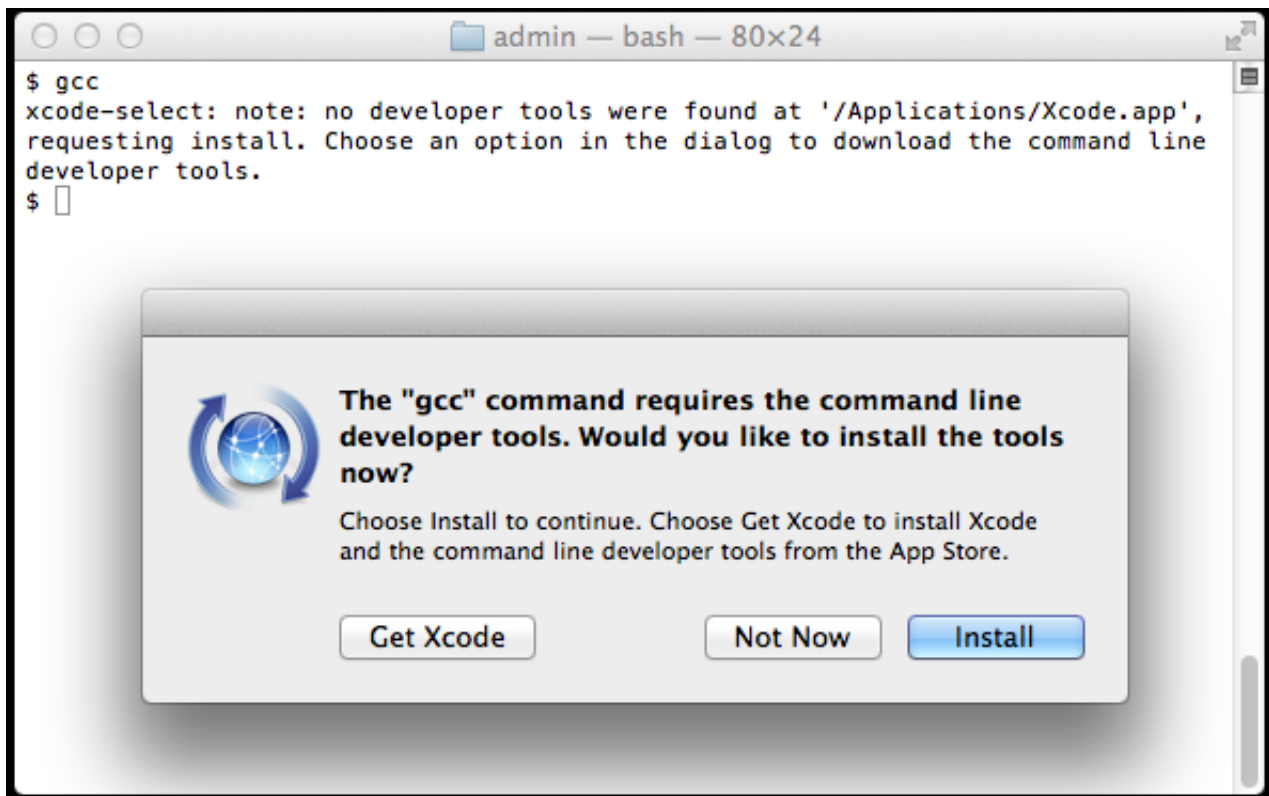 admin — bash — 80×24
$ gcc
xcode-select: note: no developer tools were found at '/Applications/Xcode.app',
requesting install. Choose an option in the dialog to download the command line
developer tools.
$
The "gcc" command requires the command line
developer tools. Would you like to install the tools
now?
Choose Install to continue. Choose Get Xcode to install Xcode
and the command line developer tools from the App Store.
Get Xcode
Not Now
Install